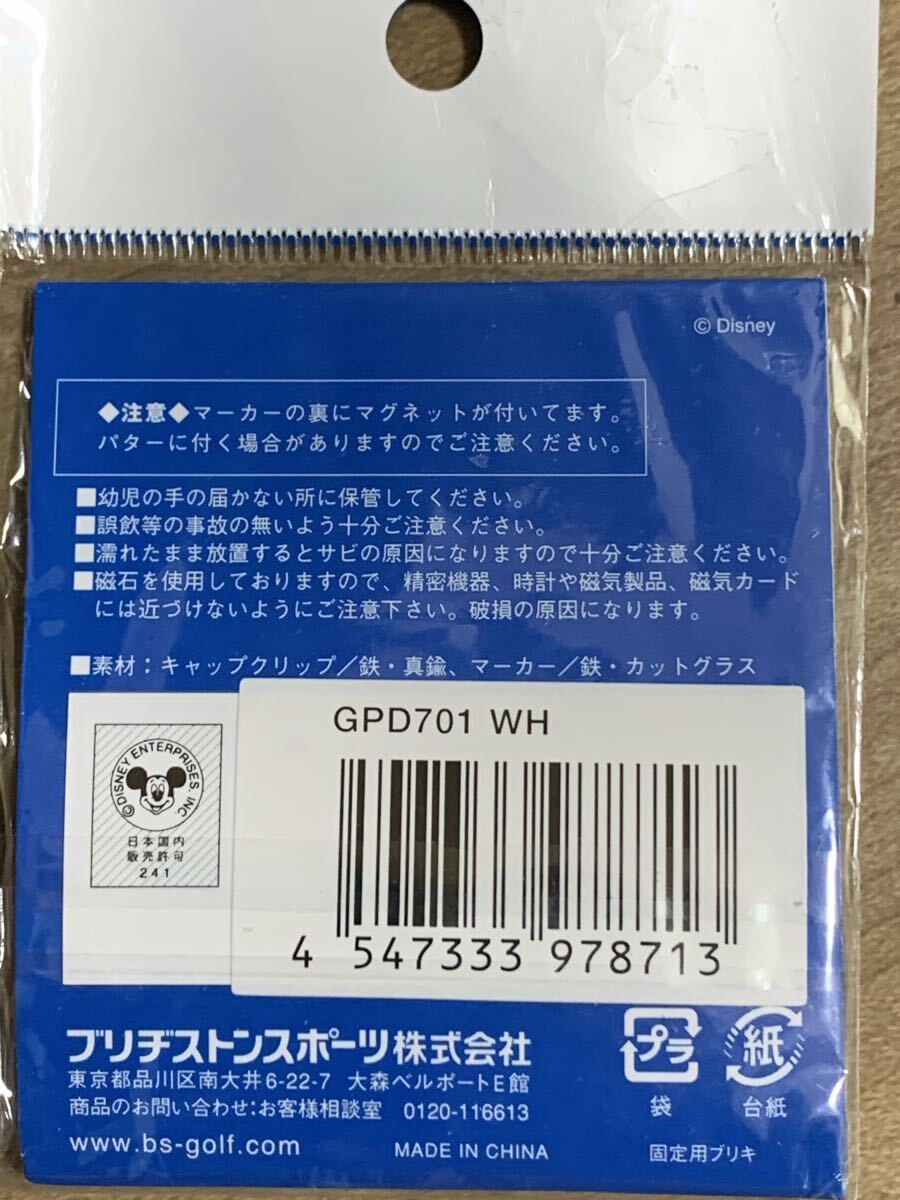 © Disney
◆注意◆マーカーの裏にマグネットが付いてます。
パターに付く場合がありますのでご注意ください。
■幼児の手の届かない所に保管してください。
■誤飲等の事故の無いよう十分ご注意ください。
■濡れたまま放置するとサビの原因になりますので十分ご注意ください。
■磁石を使用しておりますので、精密機器、時計や磁気製品、磁気カード
には近づけないようにご注意下さい。破損の原因になります。
■素材：キャップクリップ／鉄・真鍮、マーカー／鉄・カットグラス
GPD701 WH
©DISNEY ENTERPRISES, INC.
日本国内
販売許可
241
4 547333 978713
ブリヂストンスポーツ株式会社
東京都品川区南大井6-22-7 大森ベルポートE館
商品のお問い合わせ:お客様相談室 0120-116613
www.bs-golf.com MADE IN CHINA
プラ
袋
紙
台紙
固定用ブリキ